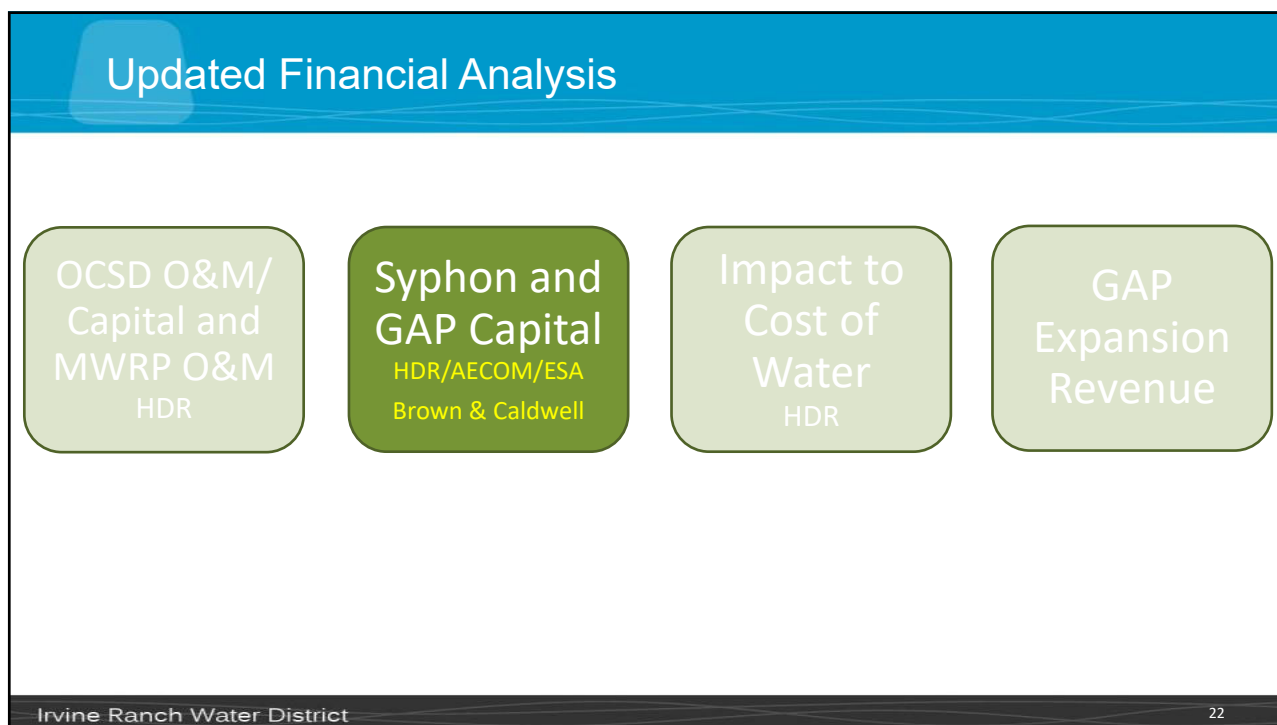 Updated Financial Analysis
OCSD O&M/
Capital and
MWRP O&M
HDR
Syphon and
GAP Capital
HDR/AECOM/ESA
Brown & Caldwell
Impact to
Cost of
Water
HDR
GAP
Expansion
Revenue
Irvine Ranch Water District
22